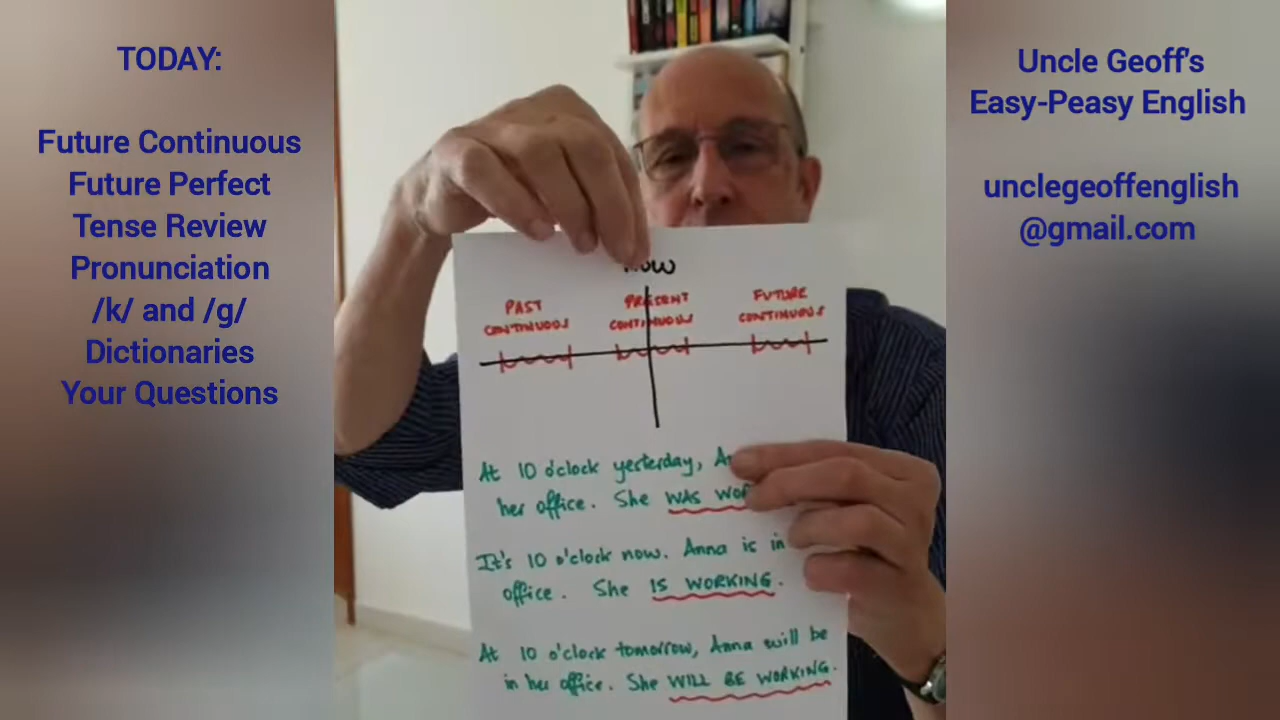 TODAY:
Future Continuous
Future Perfect
Tense Review
Pronunciation
/k/ and /g/
Dictionaries
Your Questions
Uncle Geoff's
Easy-Peasy English
unclegeoffenglish
@gmail.com
NOW
PAST
CONTINUOUS
PRESENT
CONTINUOUS
FUTURE
CONTINUOUS
At 10 o'clock yesterday,
her office. She WAS
It's 10 o'clock now. Anna is in
office. She IS WORKING.
At 10 o'clock tomorrow, Anna will be
in her office. She WILL BE WORKING.